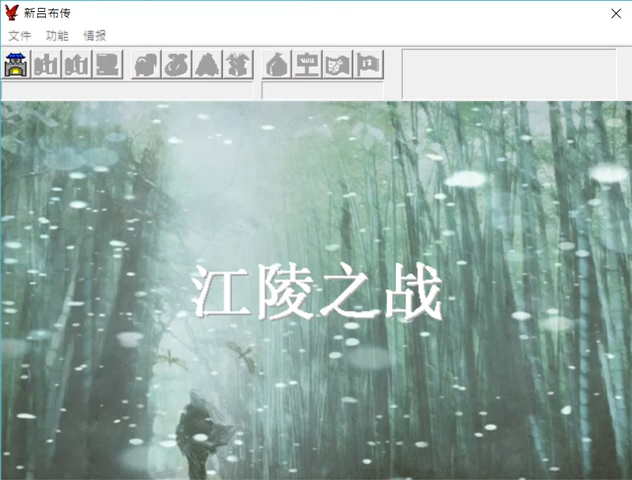 新吕布传
文件 功能 情报
江陵之战